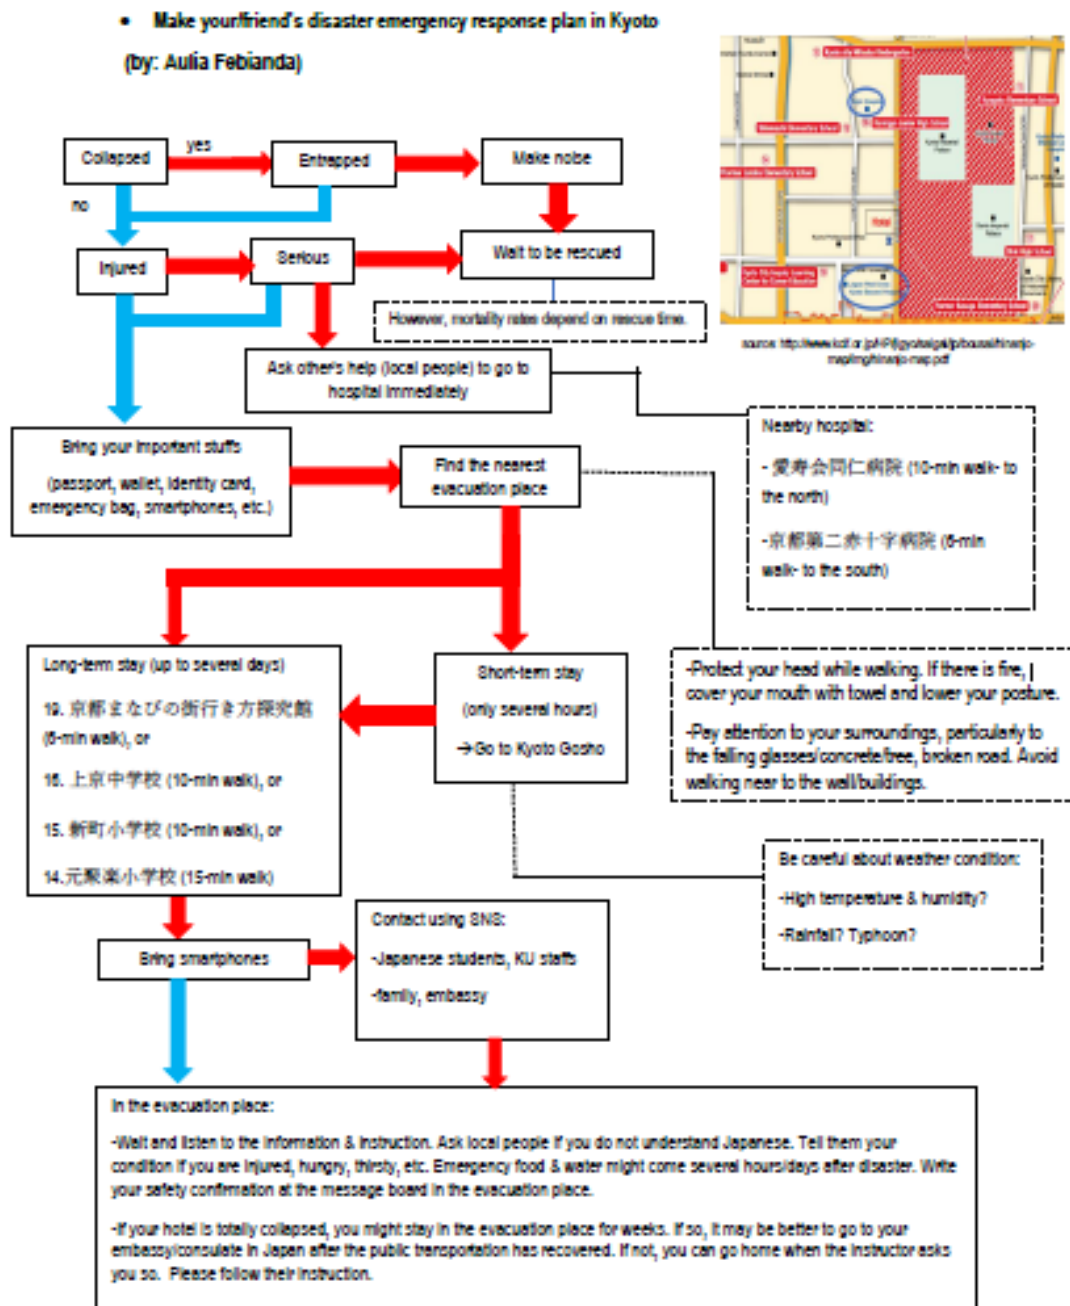 • Make your/friend's disaster emergency response plan in Kyoto
(by: Aulia Febianda)
Collapsed
yes
Entrapped
Make noise
no
Injured
Serious
Wait to be rescued
However, mortality rates depend on rescue time.
Ask other's help (local people) to go to
hospital immediately
Hotel
Nearby hospital:
- 愛寿会同仁病院 (10-min walk- to
the north)
-京都第二赤十字病院 (6-min
walk- to the south)
Bring your important stuffs
(passport, wallet, identity card,
emergency bag, smartphones, etc.)
Find the nearest
evacuation place
Long-term stay (up to several days)
19. 京都まなびの街行き方探究館
(6-min walk), or
16. 上京中学校 (10-min walk), or
15. 新町小学校 (10-min walk), or
14.元聚楽小学校 (15-min walk)
Short-term stay
(only several hours)
→Go to Kyoto Gosho
-Protect your head while walking. If there is fire,
cover your mouth with towel and lower your posture.
-Pay attention to your surroundings, particularly to
the falling glasses/concrete/tree, broken road. Avoid
walking near to the wall/buildings.
Be careful about weather condition:
-High temperature & humidity?
-Rainfall? Typhoon?
Bring smartphones
Contact using SNS:
-Japanese students, KU staffs
-family, embassy
In the evacuation place:
-Wait and listen to the information & instruction. Ask local people if you do not understand Japanese. Tell them your
condition if you are injured, hungry, thirsty, etc. Emergency food & water might come several hours/days after disaster. Write
your safety confirmation at the message board in the evacuation place.
-If your hotel is totally collapsed, you might stay in the evacuation place for weeks. If so, it may be better to go to your
embassy/consulate in Japan after the public transportation has recovered. If not, you can go home when the instructor asks
you so. Please follow their instruction.